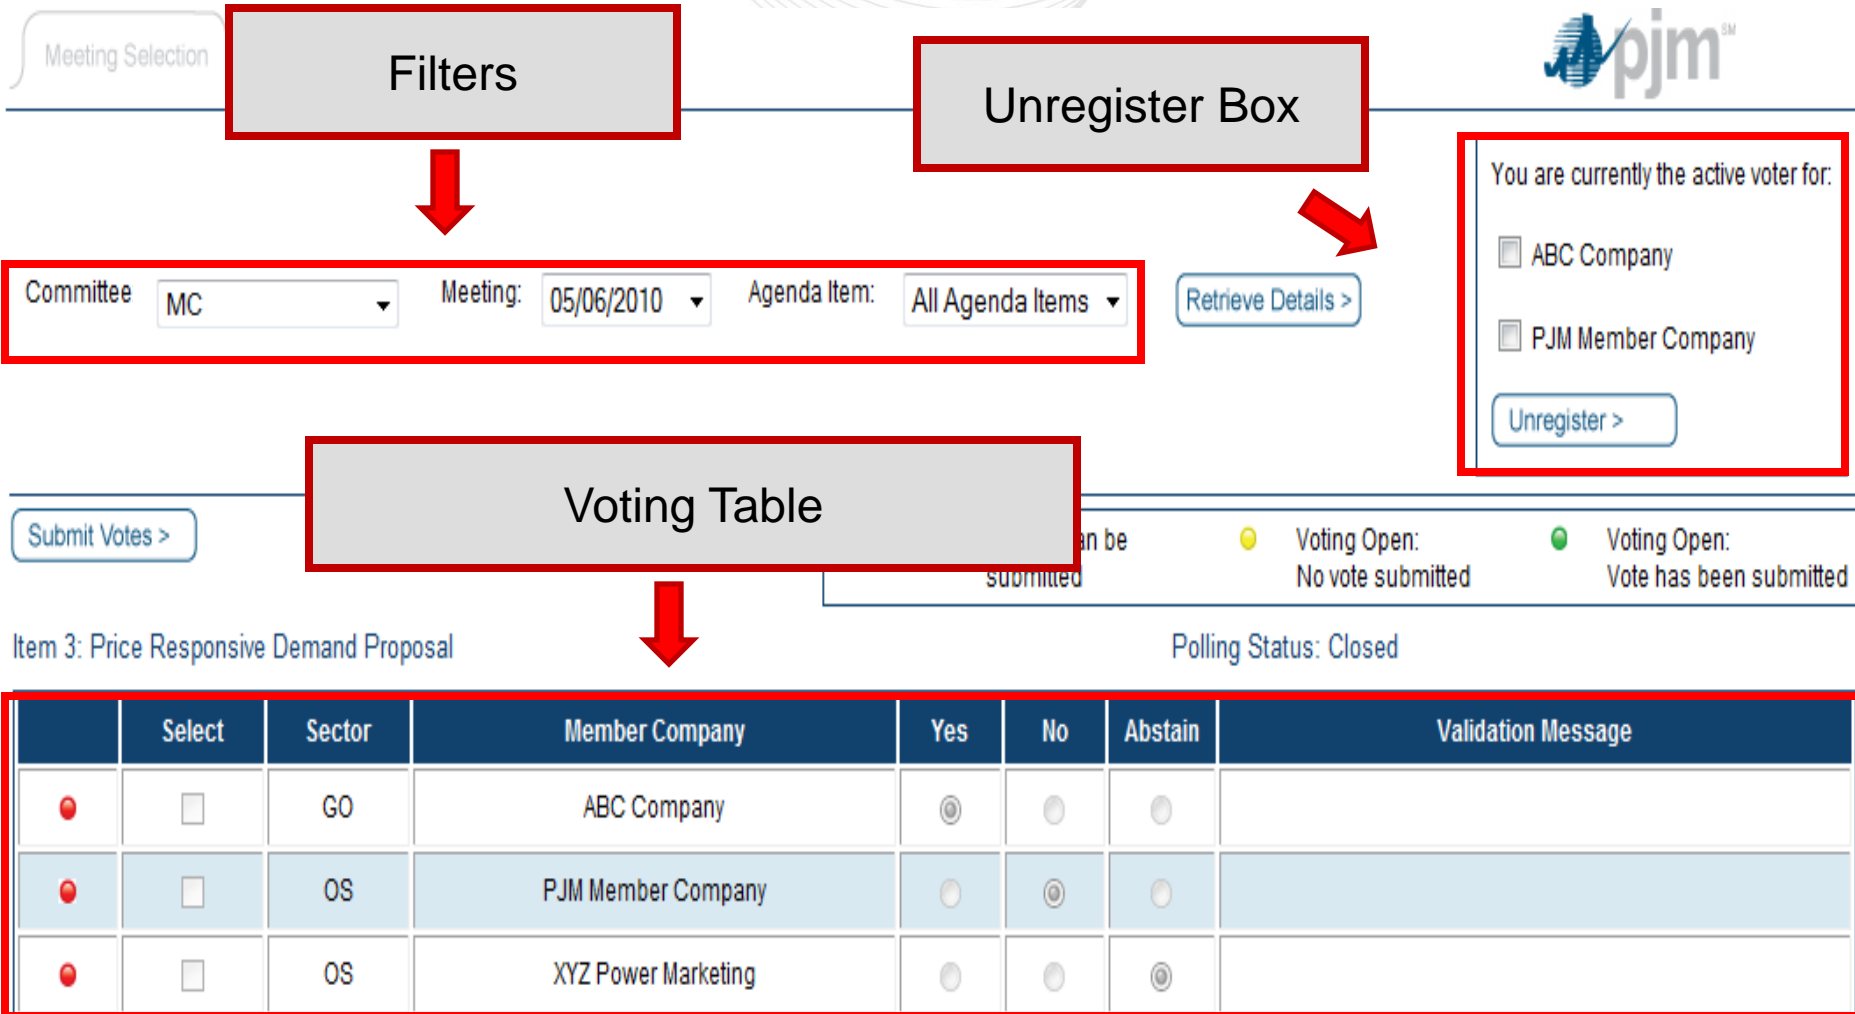 Meeting Selection
Filters
Unregister Box
pjm SM
You are currently the active voter for:
ABC Company
PJM Member Company
Unregister >
Committee MC Meeting: 05/06/2010 Agenda Item: All Agenda Items Retrieve Details >
Voting Table
Submit Votes >
be
submitted
Voting Open:
No vote submitted
Voting Open:
Vote has been submitted
Item 3: Price Responsive Demand Proposal Polling Status: Closed
Select Sector Member Company Yes No Abstain Validation Message
GO ABC Company
OS PJM Member Company
OS XYZ Power Marketing